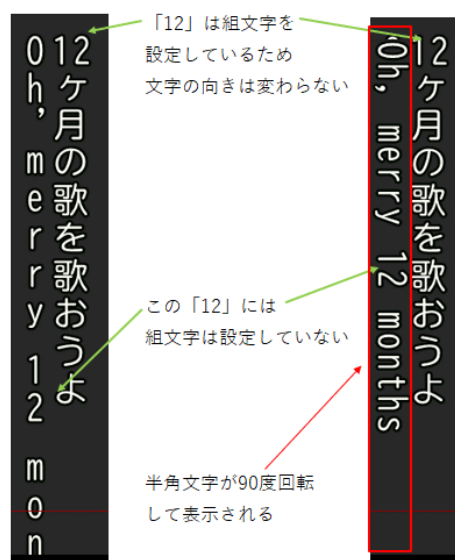 「12」は組文字を
設定しているため
文字の向きは変わらない
12ケ月の歌を歌おうよ
Oh, merry 12 mon
12ケ月の歌を歌おうよ
Oh, merry 12 months
この「12」には
組文字は設定していない
半角文字が90度回転
して表示される